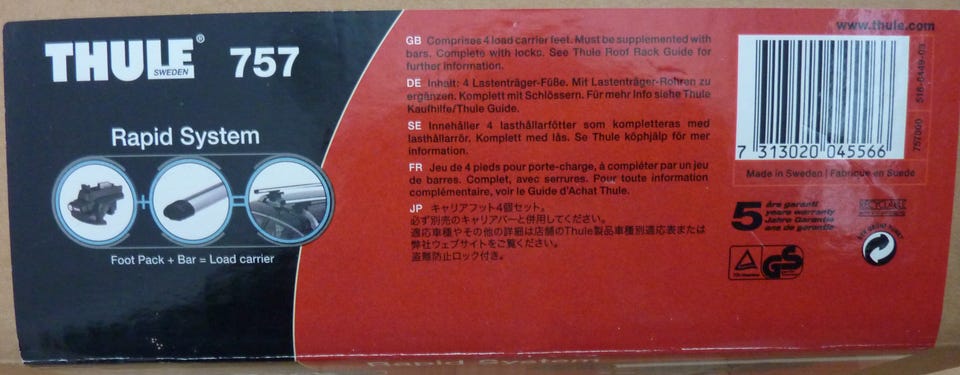 THULE®
SWEDEN
757
Rapid System
Foot Pack + Bar = Load carrier
GB Comprises 4 load carrier feet. Must be supplemented with
bars. Complete with locks. See Thule Roof Rack Guide for
further information.
DE Inhalt: 4 Lastenträger-Füße. Mit Lastenträger-Rohren zu
ergänzen. Komplett mit Schlössern. Für mehr Info siehe Thule
Kaufhilfe/Thule Guide.
SE Innehåller 4 lasthållarfötter som kompletteras med
lasthållarrör. Komplett med lås. Se Thule köphjälp för mer
information.
FR Jeu de 4 pieds pour porte-charge, à compléter par un jeu
de barres. Complet, avec serrures. Pour toute information
complémentaire, voir le Guide d'Achat Thule.
JP キャリアフット4個セット。
必ず別売のキャリアバーと併用してください。
適応車種やその他の詳細は店舗のThule製品車種別適応表または
弊社ウェブサイトをご覧ください。
盗難防止ロック付き。
www.thule.com
7 313020 045566
757000 516-6449-03
Made in Sweden | Fabriqué en Suede
5 års garanti
years warranty
Jahre Garantie
ans de garantie
RECYCLABLE
GS
Rapid System